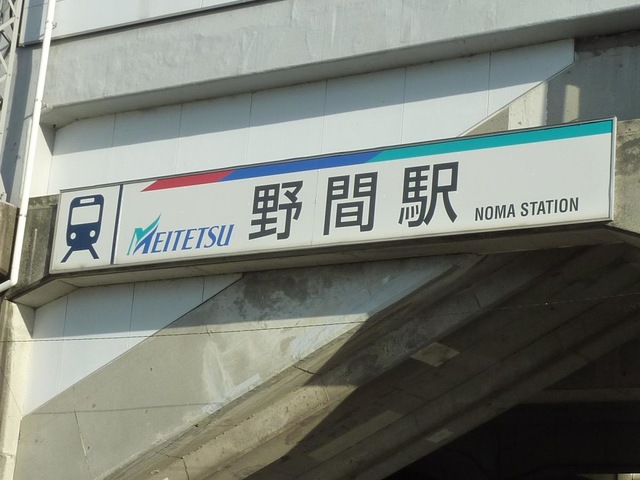 MEITETSU 野間駅 NOMA STATION